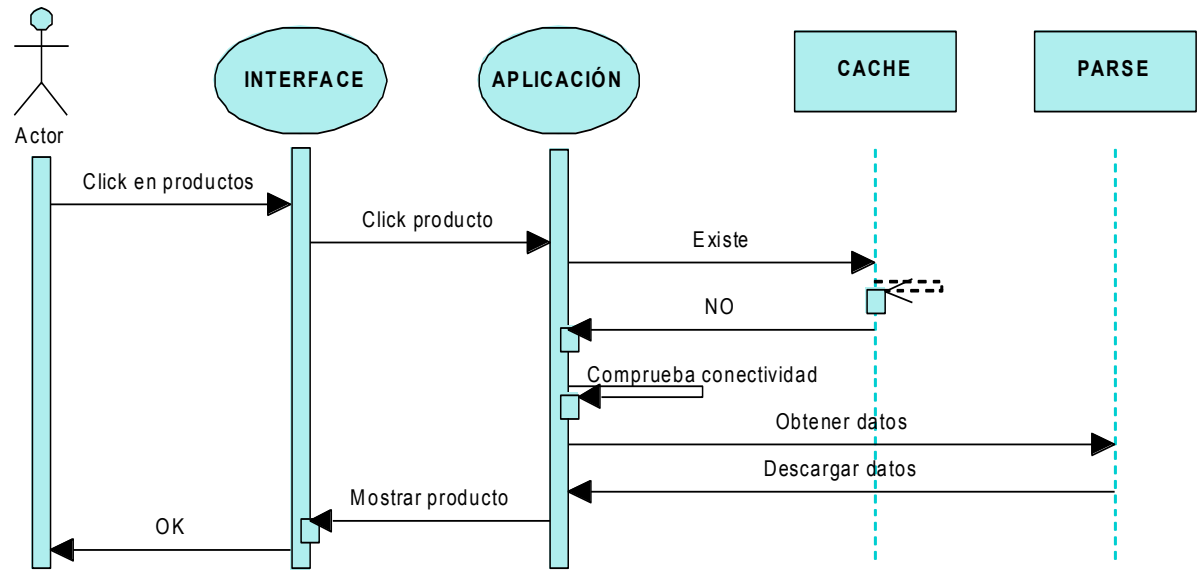 INTERFACE
APLICACIÓN
CACHE
PARSE
Actor
Click en productos
Click producto
Existe
NO
Comprueba conectividad
Obtener datos
Descargar datos
Mostrar producto
OK